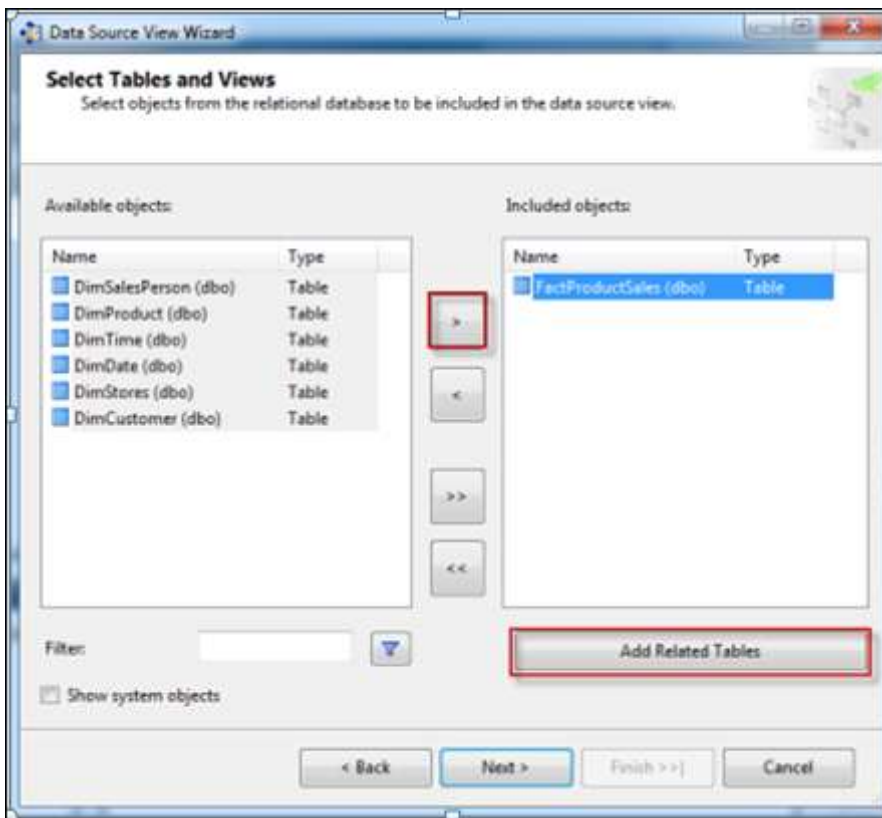 Data Source View Wizard
Select Tables and Views
Select objects from the relational database to be included in the data source view.
Available objects:
Name Type
DimSalesPerson (dbo) Table
DimProduct (dbo) Table
DimTime (dbo) Table
DimDate (dbo) Table
DimStores (dbo) Table
DimCustomer (dbo) Table
>
<
>>
<<
Included objects:
Name Type
FactProductSales (dbo) Table
Filter:
Add Related Tables
Show system objects
< Back
Next >
Finish >>|
Cancel